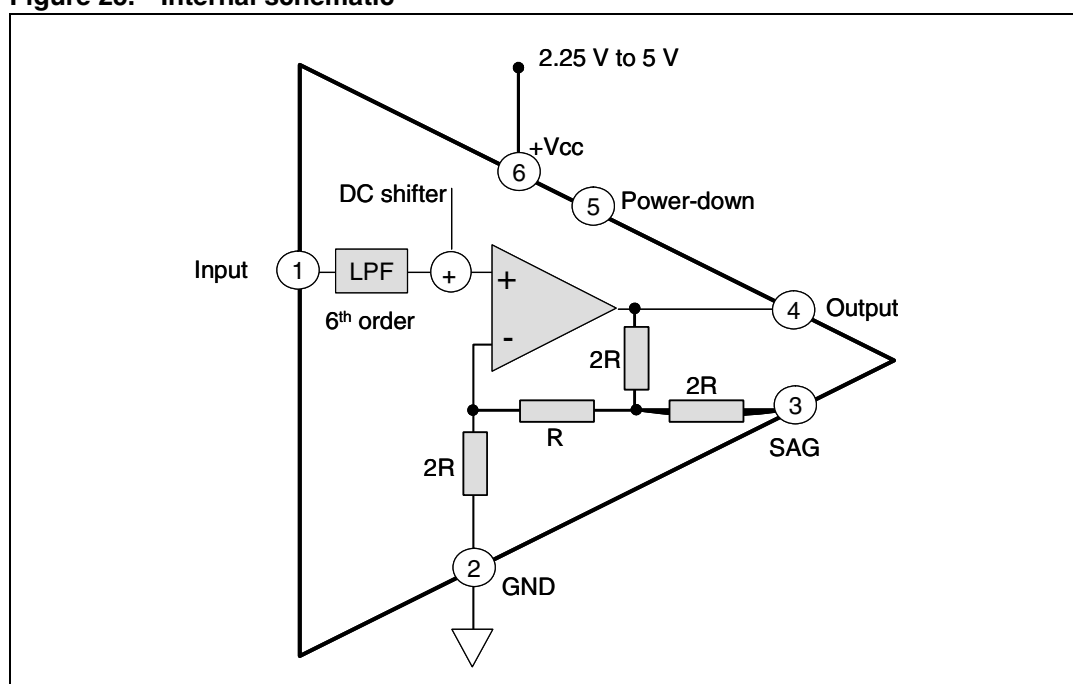 Figure 23. Internal schematic
2.25 V to 5 V
+Vcc
6
DC shifter
5
Power-down
Input
1
LPF
+
+
6th order
-
4
Output
2R
2R
3
R
SAG
2R
2
GND